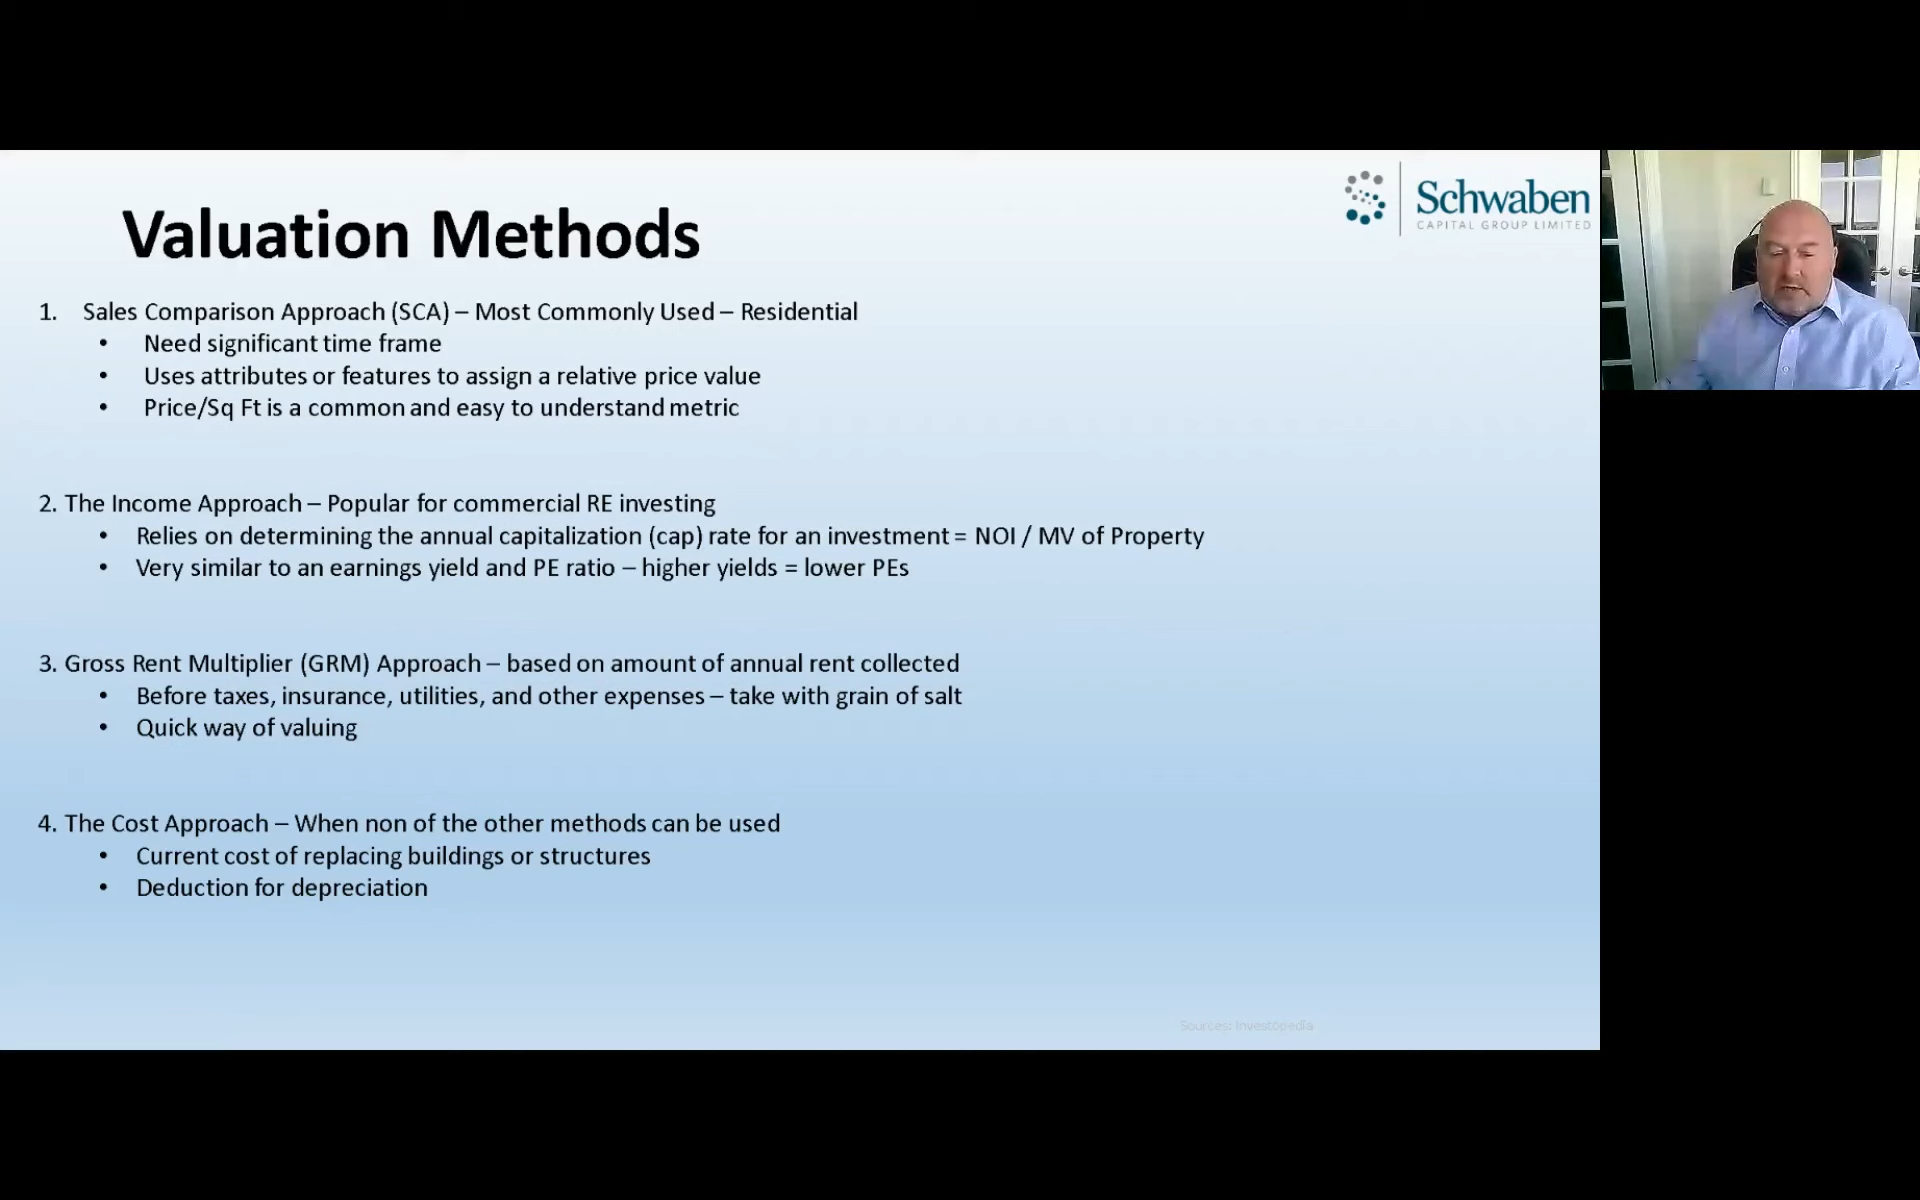 Schwaben
CAPITAL GROUP LIMITED
Valuation Methods
1. Sales Comparison Approach (SCA) – Most Commonly Used – Residential
• Need significant time frame
• Uses attributes or features to assign a relative price value
• Price/Sq Ft is a common and easy to understand metric
2. The Income Approach – Popular for commercial RE investing
• Relies on determining the annual capitalization (cap) rate for an investment = NOI / MV of Property
• Very similar to an earnings yield and PE ratio – higher yields = lower PEs
3. Gross Rent Multiplier (GRM) Approach – based on amount of annual rent collected
• Before taxes, insurance, utilities, and other expenses – take with grain of salt
• Quick way of valuing
4. The Cost Approach – When non of the other methods can be used
• Current cost of replacing buildings or structures
• Deduction for depreciation
Sources: Investopedia